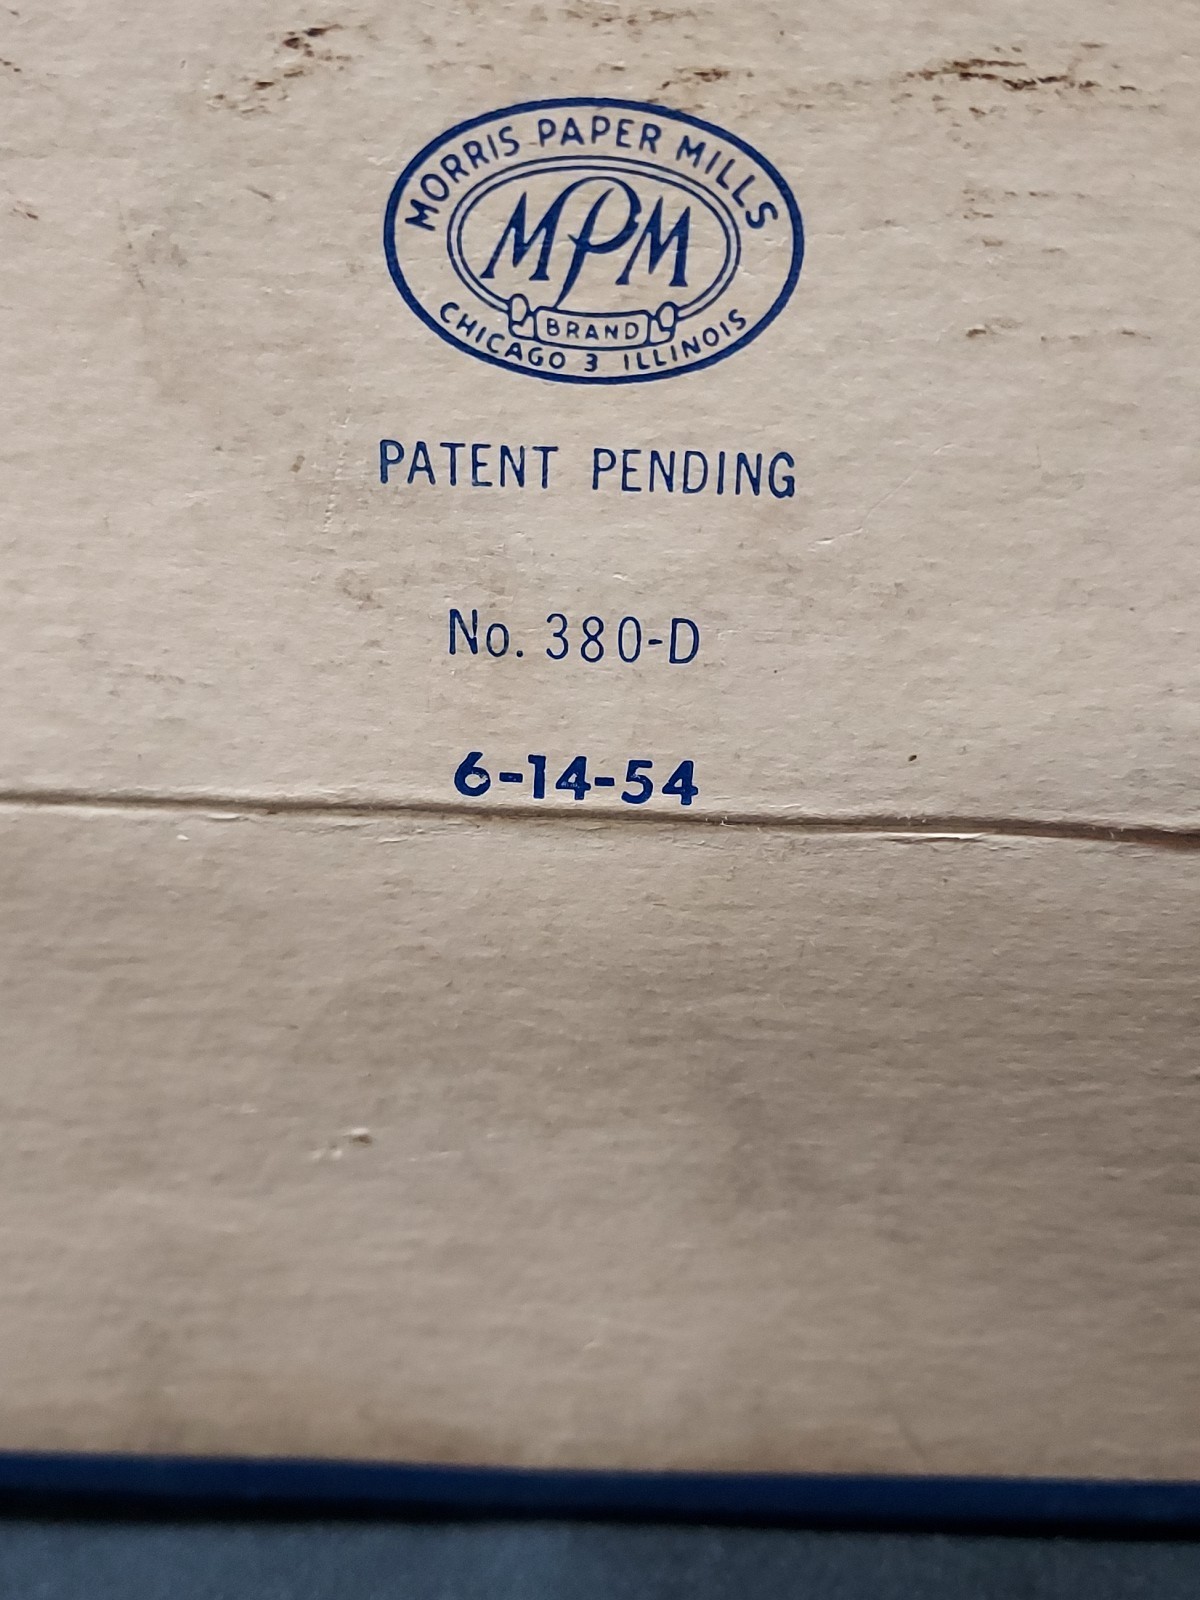 MORRIS PAPER MILLS
MPM
BRAND
CHICAGO 3 ILLINOIS
PATENT PENDING
No. 380-D
6-14-54